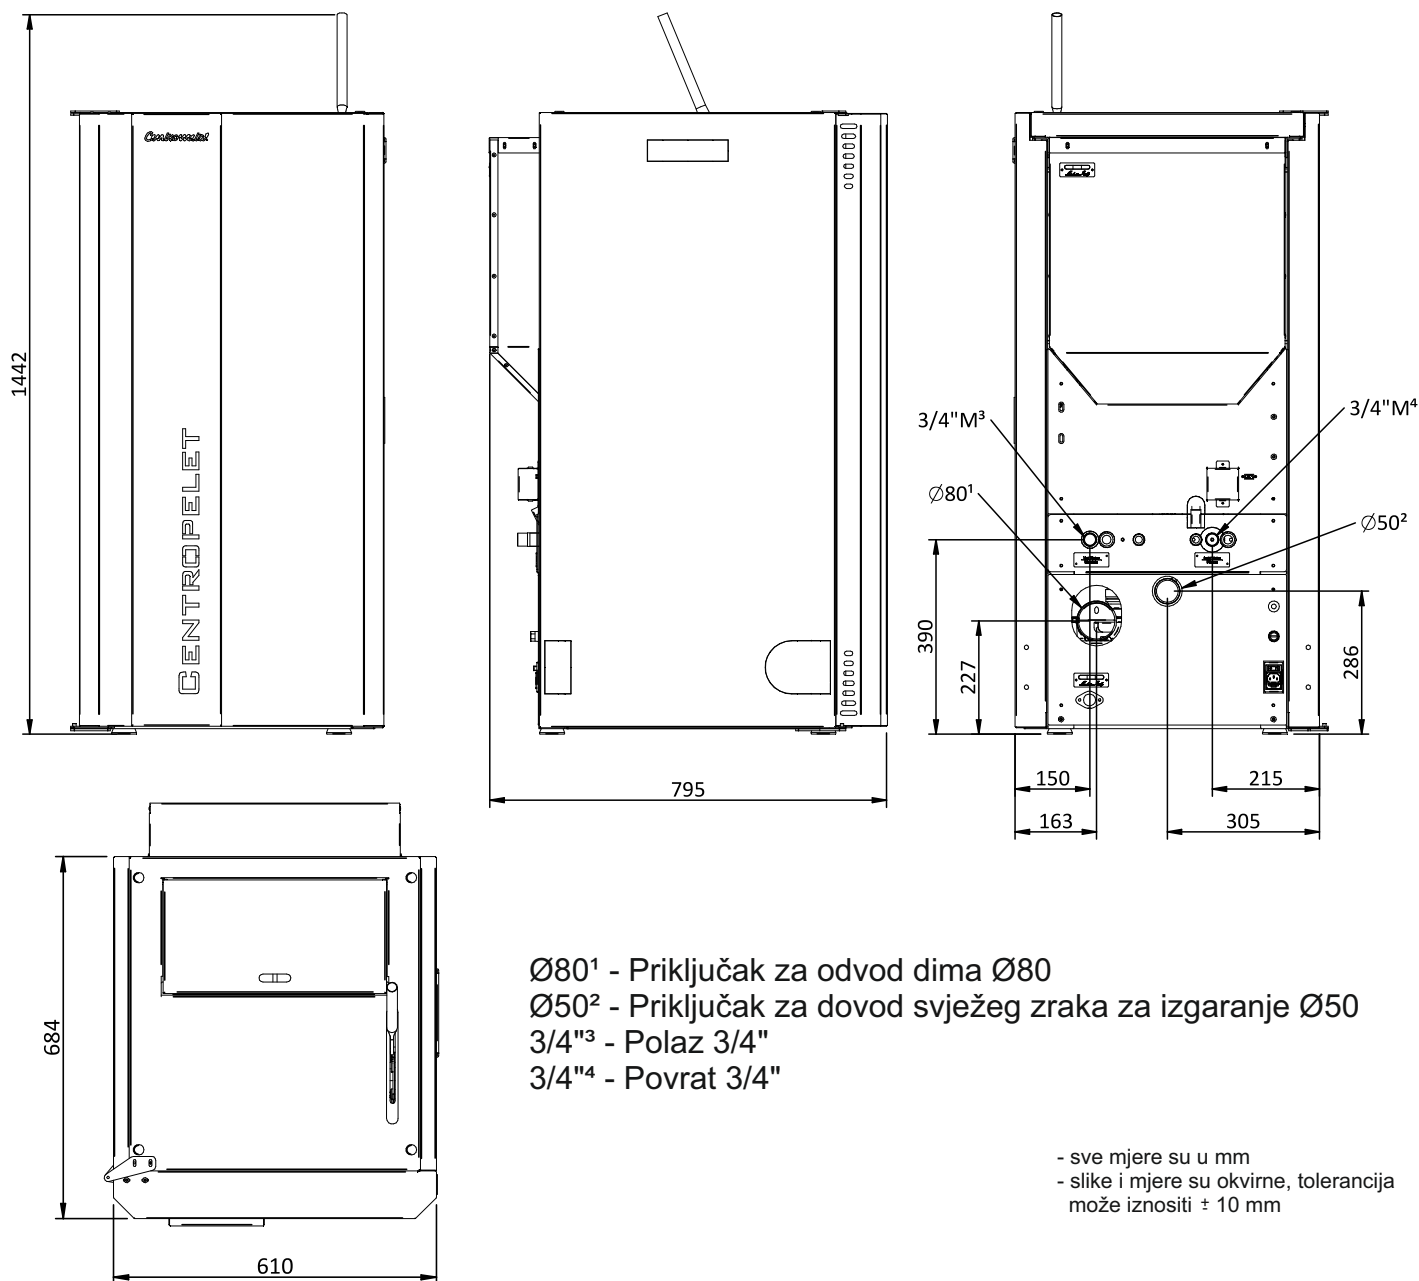 Centrometal
CENTROPELET
1442
795
3/4"M³
3/4"M⁴
Ø80¹
Ø50²
390
227
286
150
215
163
305
684
610
Ø80¹ - Priključak za odvod dima Ø80
Ø50² - Priključak za dovod svježeg zraka za izgaranje Ø50
3/4"³ - Polaz 3/4"
3/4"⁴ - Povrat 3/4"
- sve mjere su u mm
- slike i mjere su okvirne, tolerancija
može iznositi ± 10 mm